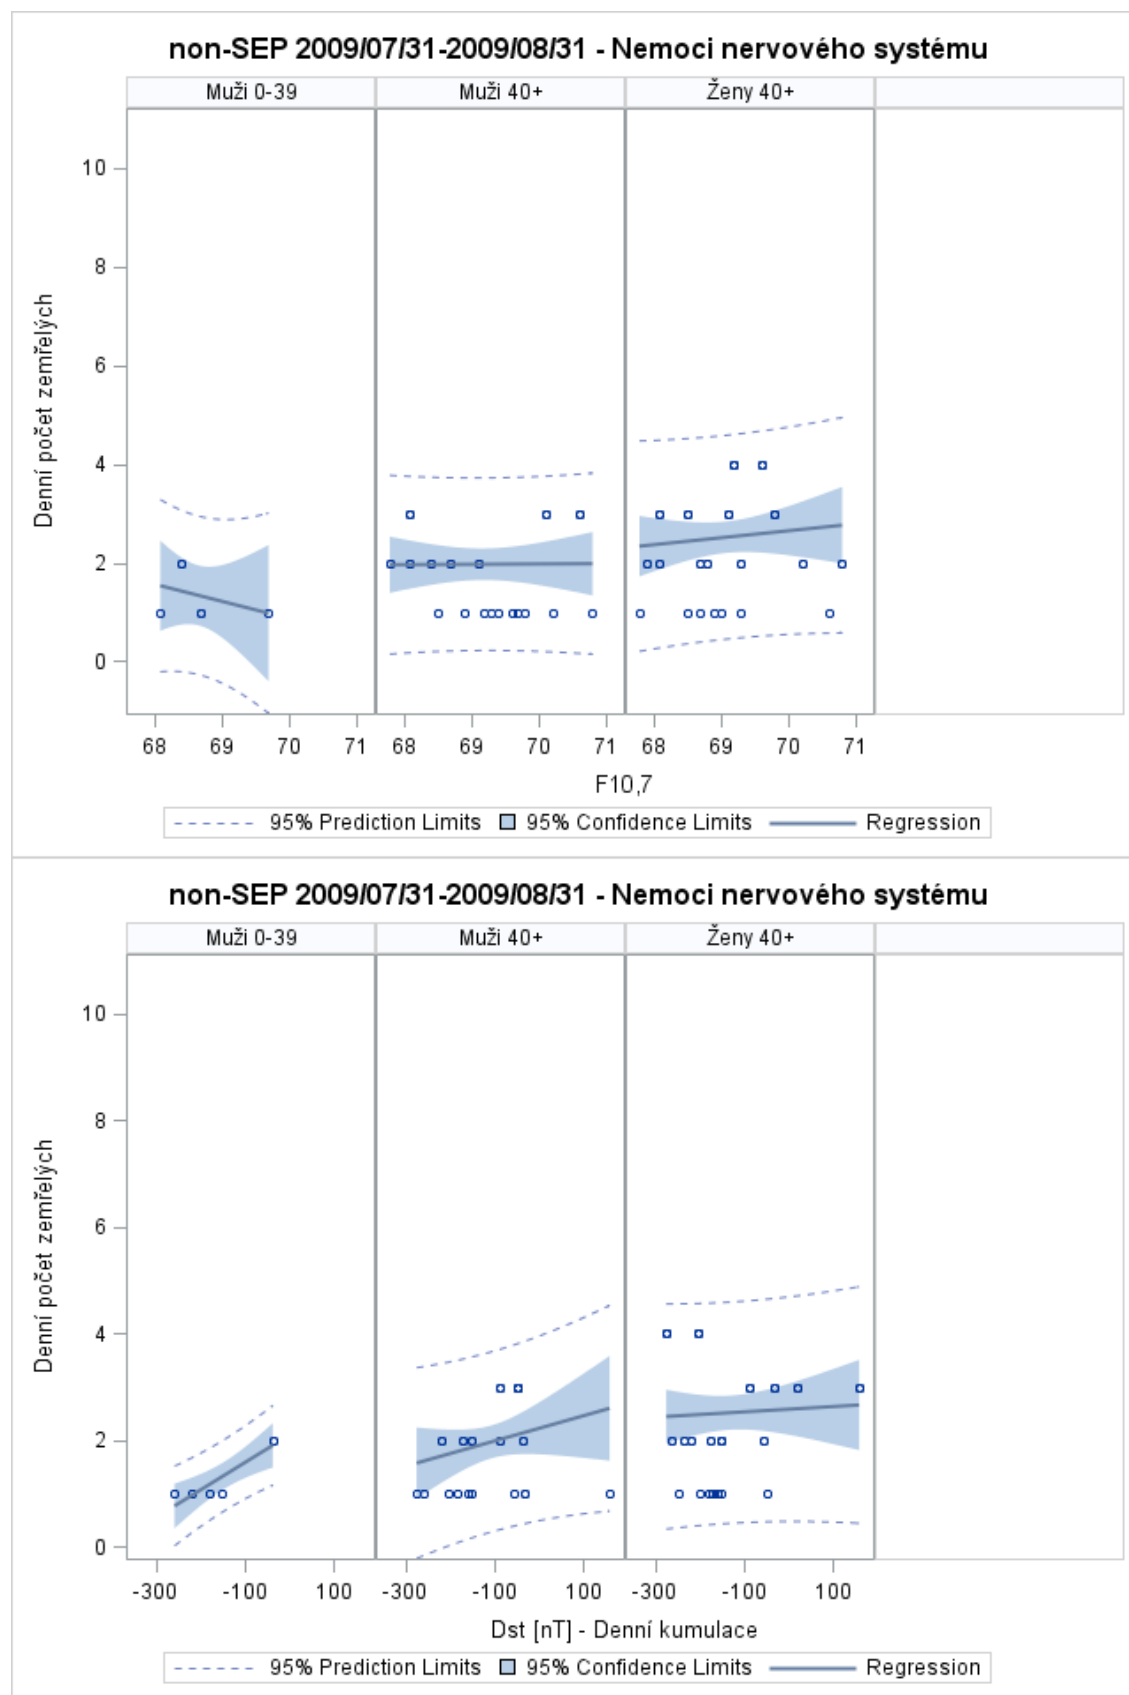 non-SEP 2009/07/31-2009/08/31 - Nemoci nervového systému
Muži 0-39 Muži 40+ Ženy 40+
Denní počet zemřelých
10
8
6
4
2
0
68 69 70 71 68 69 70 71 68 69 70 71
F10,7
95% Prediction Limits 95% Confidence Limits Regression
non-SEP 2009/07/31-2009/08/31 - Nemoci nervového systému
Muži 0-39 Muži 40+ Ženy 40+
Denní počet zemřelých
10
8
6
4
2
0
-300 -100 100 -300 -100 100 -300 -100 100
Dst [nT] - Denní kumulace
95% Prediction Limits 95% Confidence Limits Regression